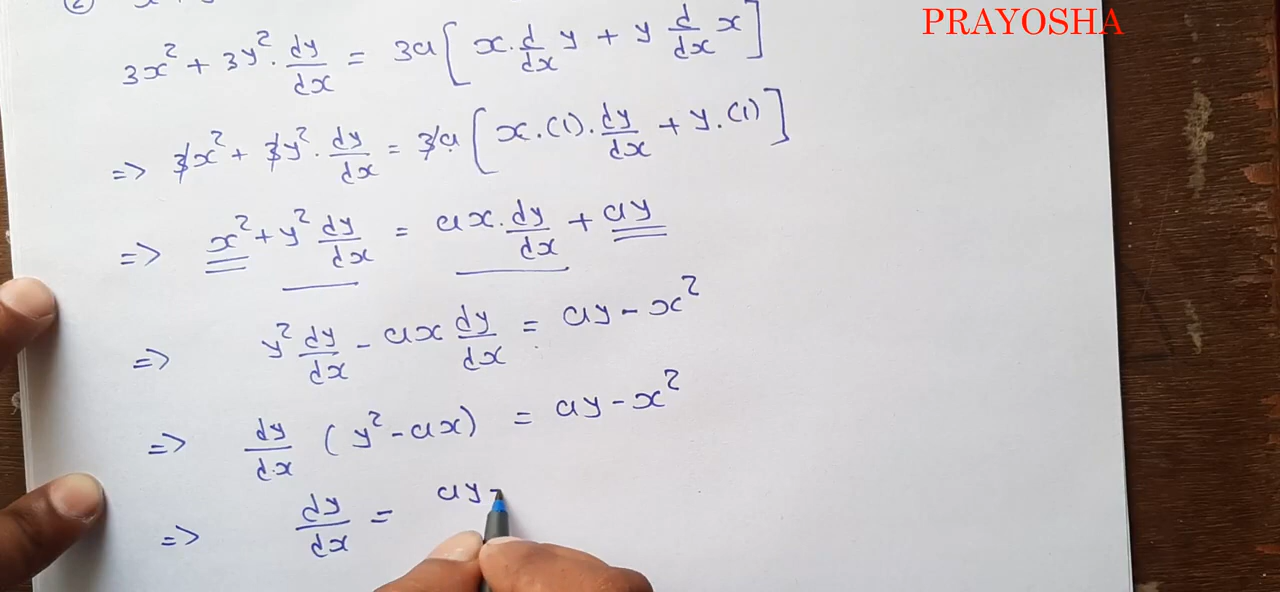 PRAYOSHA
3x² + 3y². dy/dx = 3a[ x. d/dx y + y d/dx x ]
=> 3x² + 3y². dy/dx = 3a[ x.(1). dy/dx + y.(1) ]
=> x² + y² dy/dx = ax. dy/dx + ay
=> y² dy/dx - ax dy/dx = ay - x²
=> dy/dx ( y² - ax ) = ay - x²
=> dy/dx = ay -